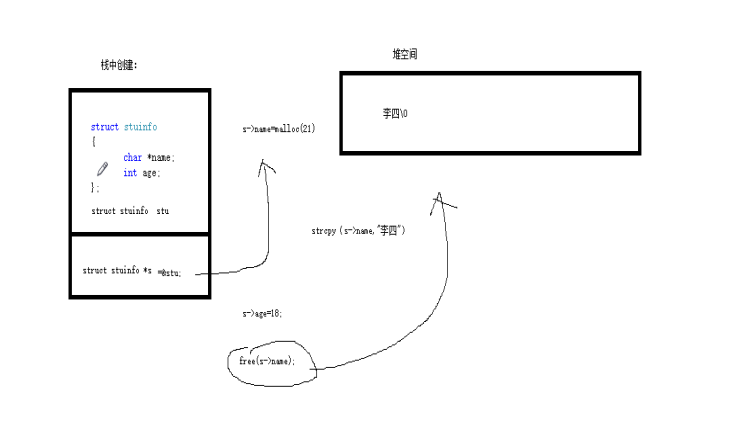 栈中创建:
堆空间
struct stuinfo
{
char *name;
int age;
};
struct stuinfo stu
struct stuinfo *s =&stu;
s->name=malloc(21)
李四\0
strcpy(s->name,"李四")
s->age=18;
free(s->name);